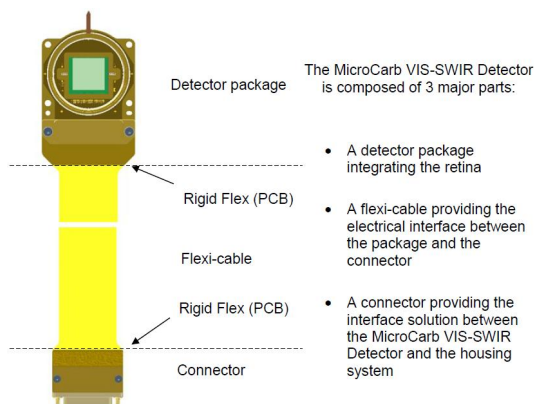 Detector package
Rigid Flex (PCB)
Flexi-cable
Rigid Flex (PCB)
Connector
The MicroCarb VIS-SWIR Detector
is composed of 3 major parts:
• A detector package
integrating the retina
• A flexi-cable providing the
electrical interface between
the package and the
connector
• A connector providing the
interface solution between
the MicroCarb VIS-SWIR
Detector and the housing
system